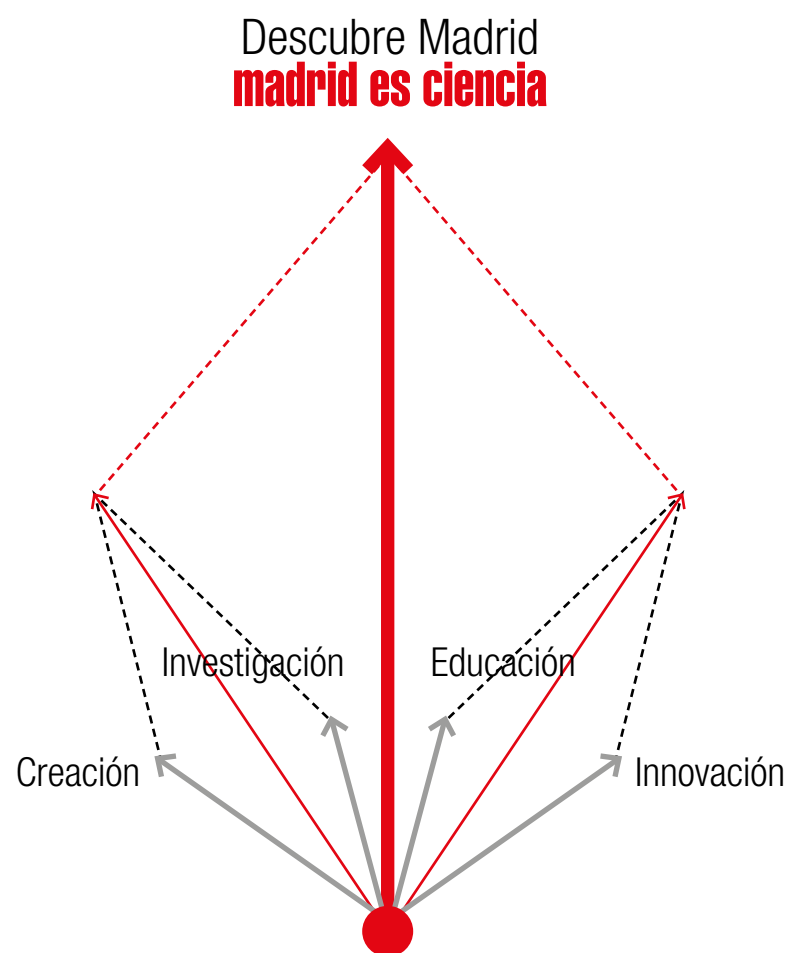 Descubre Madrid
madrid es ciencia
Investigación
Educación
Creación
Innovación